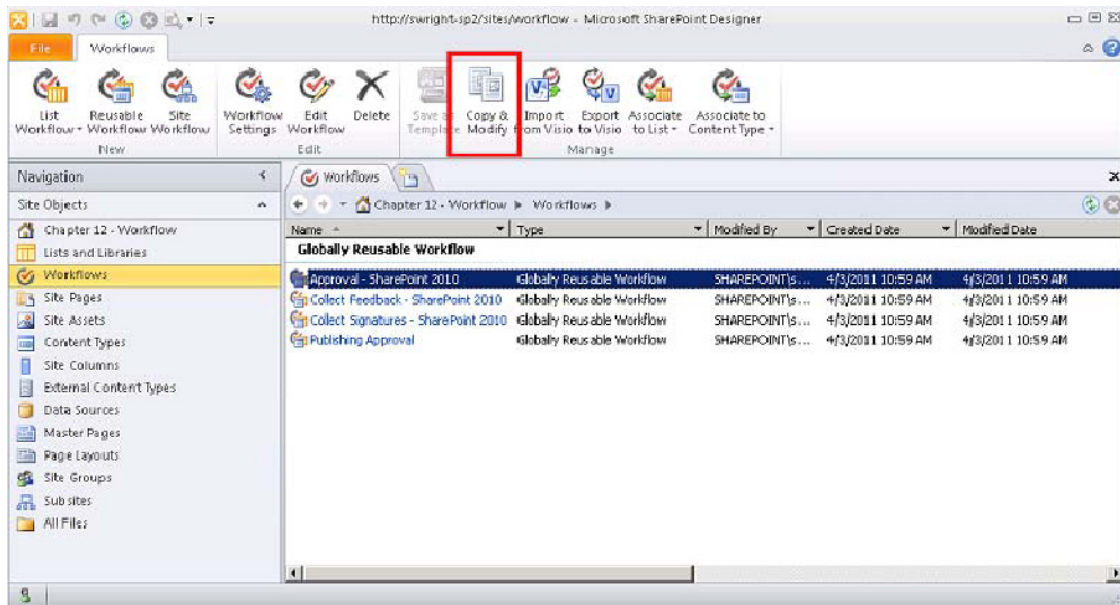 http://swright-sp2/sites/workflow - Microsoft SharePoint Designer
File Workflows
List Workflow
Reusable Workflow
Site Workflow
Workflow Settings
Edit Workflow
Delete
Save as Template
Copy & Modify
Import from Visio
Export to Visio
Associate to List
Associate to Content Type
New
Edit
Manage
Navigation
Site Objects
Chapter 12 - Workflow
Lists and Libraries
Workflows
Site Pages
Site Assets
Content Types
Site Columns
External Content Types
Data Sources
Master Pages
Page Layouts
Site Groups
Subsites
All Files
Workflows
Chapter 12 - Workflow Workflows
Name Type Modified By Created Date Modified Date
Globally Reusable Workflow
Approval - SharePoint 2010 Globally Reusable Workflow SHAREPOINT\s... 4/3/2011 10:59 AM 4/3/2011 10:59 AM
Collect Feedback - SharePoint 2010 Globally Reusable Workflow SHAREPOINT\s... 4/3/2011 10:59 AM 4/3/2011 10:59 AM
Collect Signatures - SharePoint 2010 Globally Reusable Workflow SHAREPOINT\s... 4/3/2011 10:59 AM 4/3/2011 10:59 AM
Publishing Approval Globally Reusable Workflow SHAREPOINT\s... 4/3/2011 10:59 AM 4/3/2011 10:59 AM